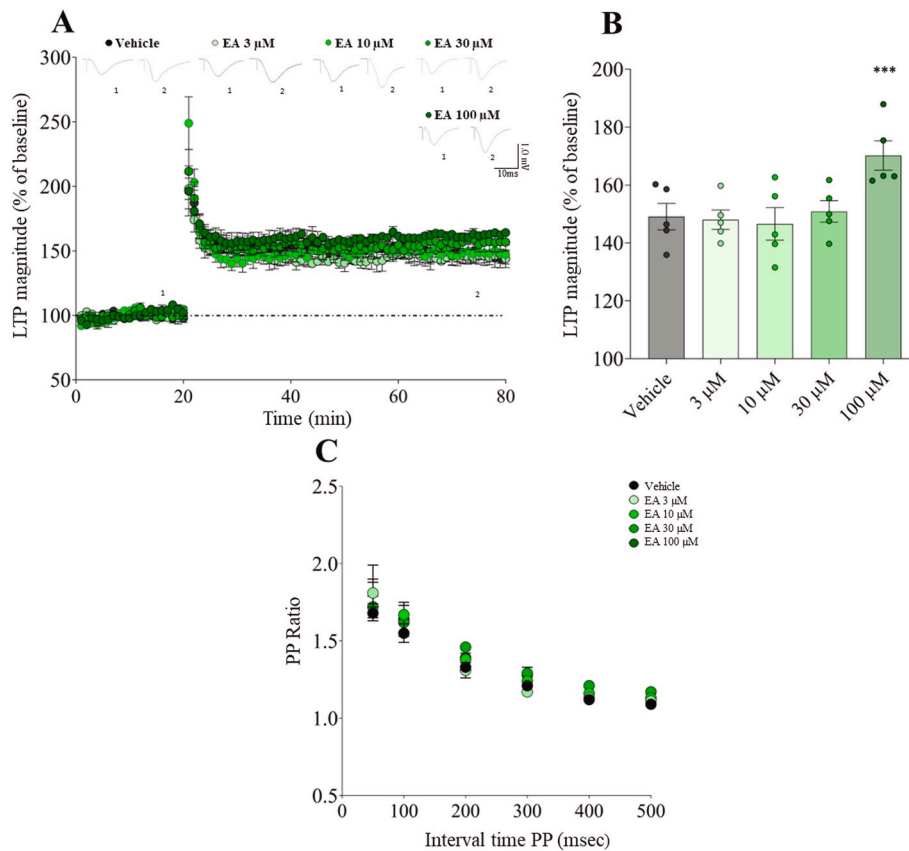 A
Vehicle EA 3 µM EA 10 µM EA 30 µM
1 2 1 2 1 2 1 2
EA 100 µM
1 2
1.0 mV
10ms
LTP magnitude (% of baseline)
300
250
200
150
100
50
1 2
0 20 40 60 80
Time (min)
B
***
LTP magnitude (% of baseline)
200
180
160
140
120
100
Vehicle 3 µM 10 µM 30 µM 100 µM
C
Vehicle
EA 3 µM
EA 10 µM
EA 30 µM
EA 100 µM
PP Ratio
2.5
2.0
1.5
1.0
0.5
0 100 200 300 400 500
Interval time PP (msec)